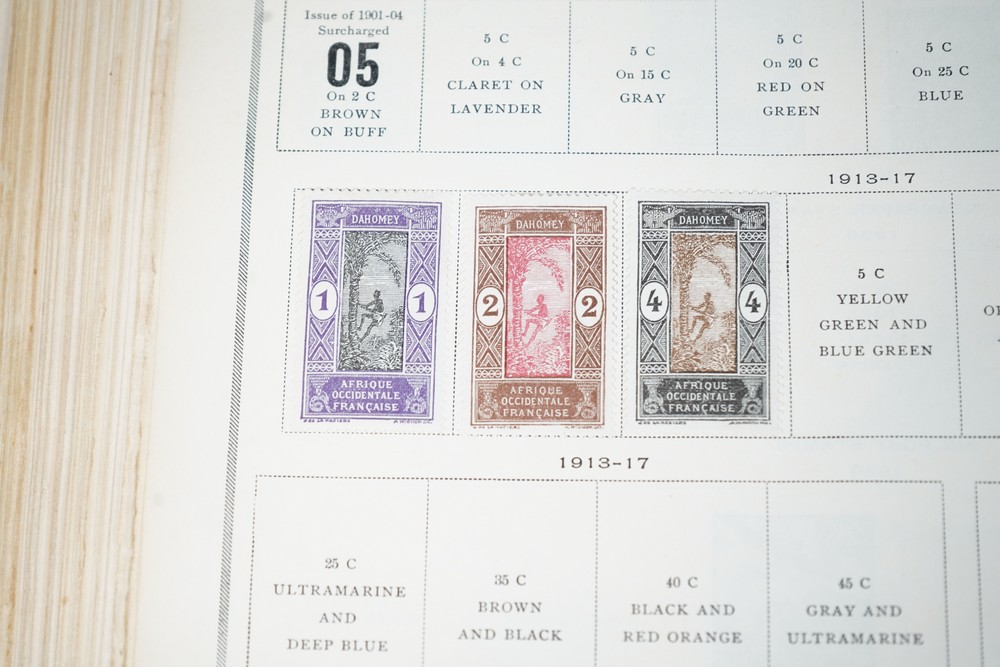 Issue of 1901-04
Surcharged
05
On 2 C
BROWN
ON BUFF
5 C
On 4 C
CLARET ON
LAVENDER
5 C
On 15 C
GRAY
5 C
On 20 C
RED ON
GREEN
5 C
On 25 C
BLUE
1913-17
DAHOMEY
1 1
AFRIQUE
OCCIDENTALE
FRANÇAISE
DAHOMEY
2 2
AFRIQUE
OCCIDENTALE
FRANÇAISE
DAHOMEY
4 4
AFRIQUE
OCCIDENTALE
FRANÇAISE
5 C
YELLOW
GREEN AND
BLUE GREEN
1913-17
25 C
ULTRAMARINE
AND
DEEP BLUE
35 C
BROWN
AND BLACK
40 C
BLACK AND
RED ORANGE
45 C
GRAY AND
ULTRAMARINE